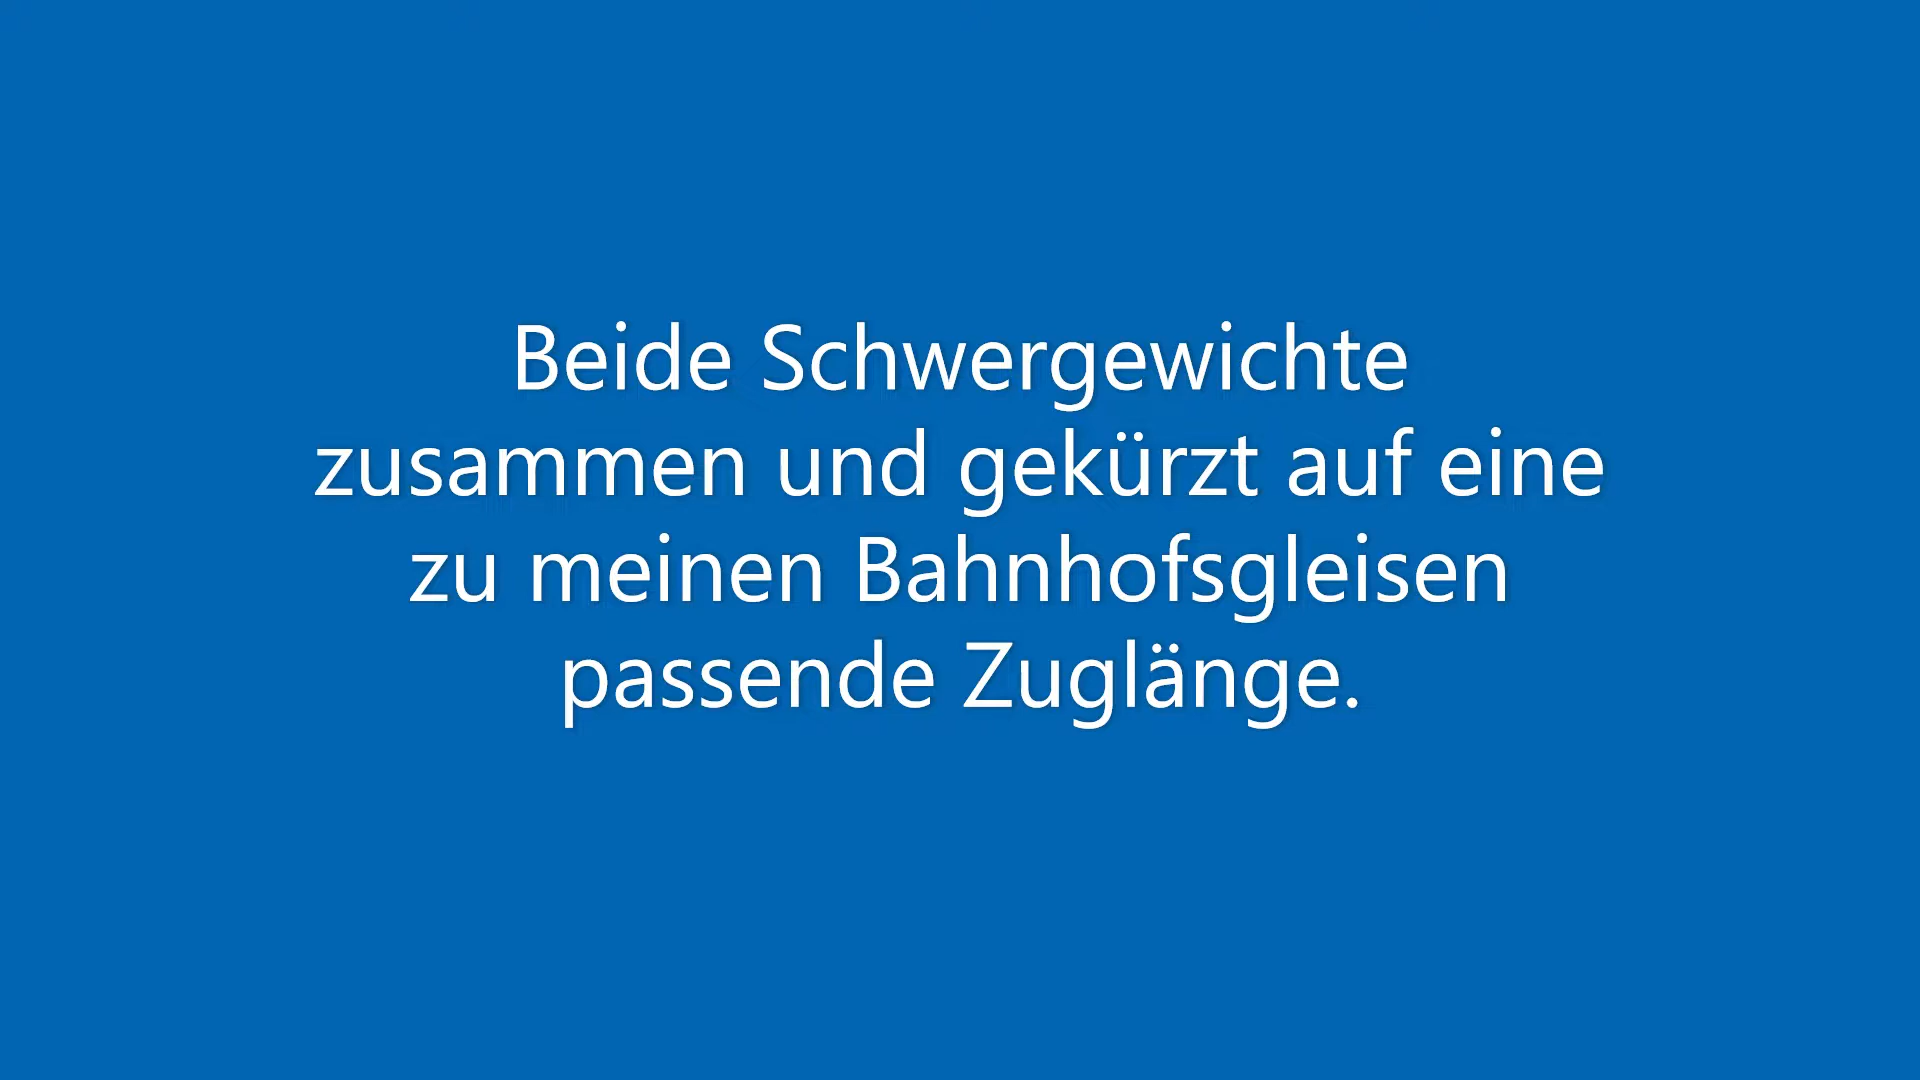 Beide Schwergewichte
zusammen und gekürzt auf eine
zu meinen Bahnhofsgleisen
passende Zuglänge.